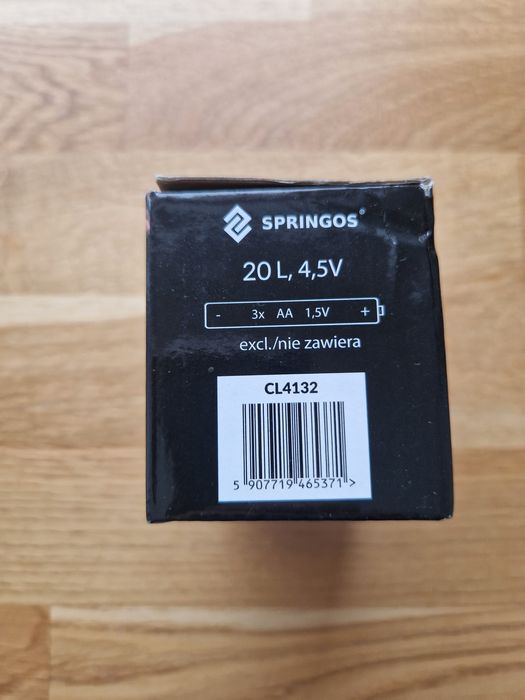 SPRINGOS®
20 L, 4,5V
- 3x AA 1,5V +
excl./nie zawiera
CL4132
5 907719 465371 >